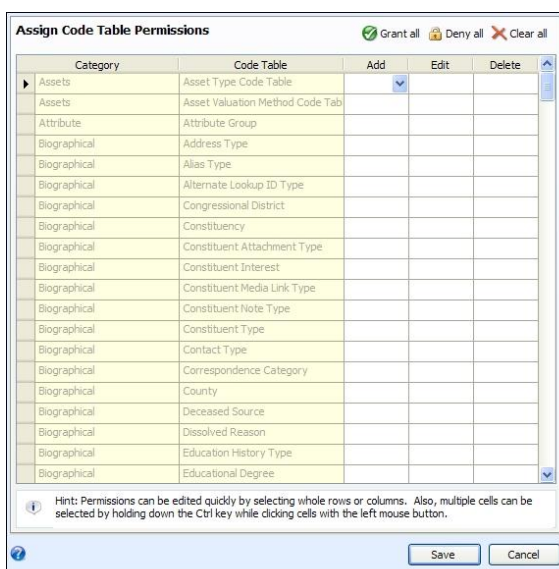 Assign Code Table Permissions Grant all Deny all Clear all
Category Code Table Add Edit Delete
Assets Asset Type Code Table
Assets Asset Valuation Method Code Tab
Attribute Attribute Group
Biographical Address Type
Biographical Alias Type
Biographical Alternate Lookup ID Type
Biographical Congressional District
Biographical Constituency
Biographical Constituent Attachment Type
Biographical Constituent Interest
Biographical Constituent Media Link Type
Biographical Constituent Note Type
Biographical Constituent Type
Biographical Contact Type
Biographical Correspondence Category
Biographical County
Biographical Deceased Source
Biographical Dissolved Reason
Biographical Education History Type
Biographical Educational Degree
Hint: Permissions can be edited quickly by selecting whole rows or columns. Also, multiple cells can be
selected by holding down the Ctrl key while clicking cells with the left mouse button.
Save Cancel